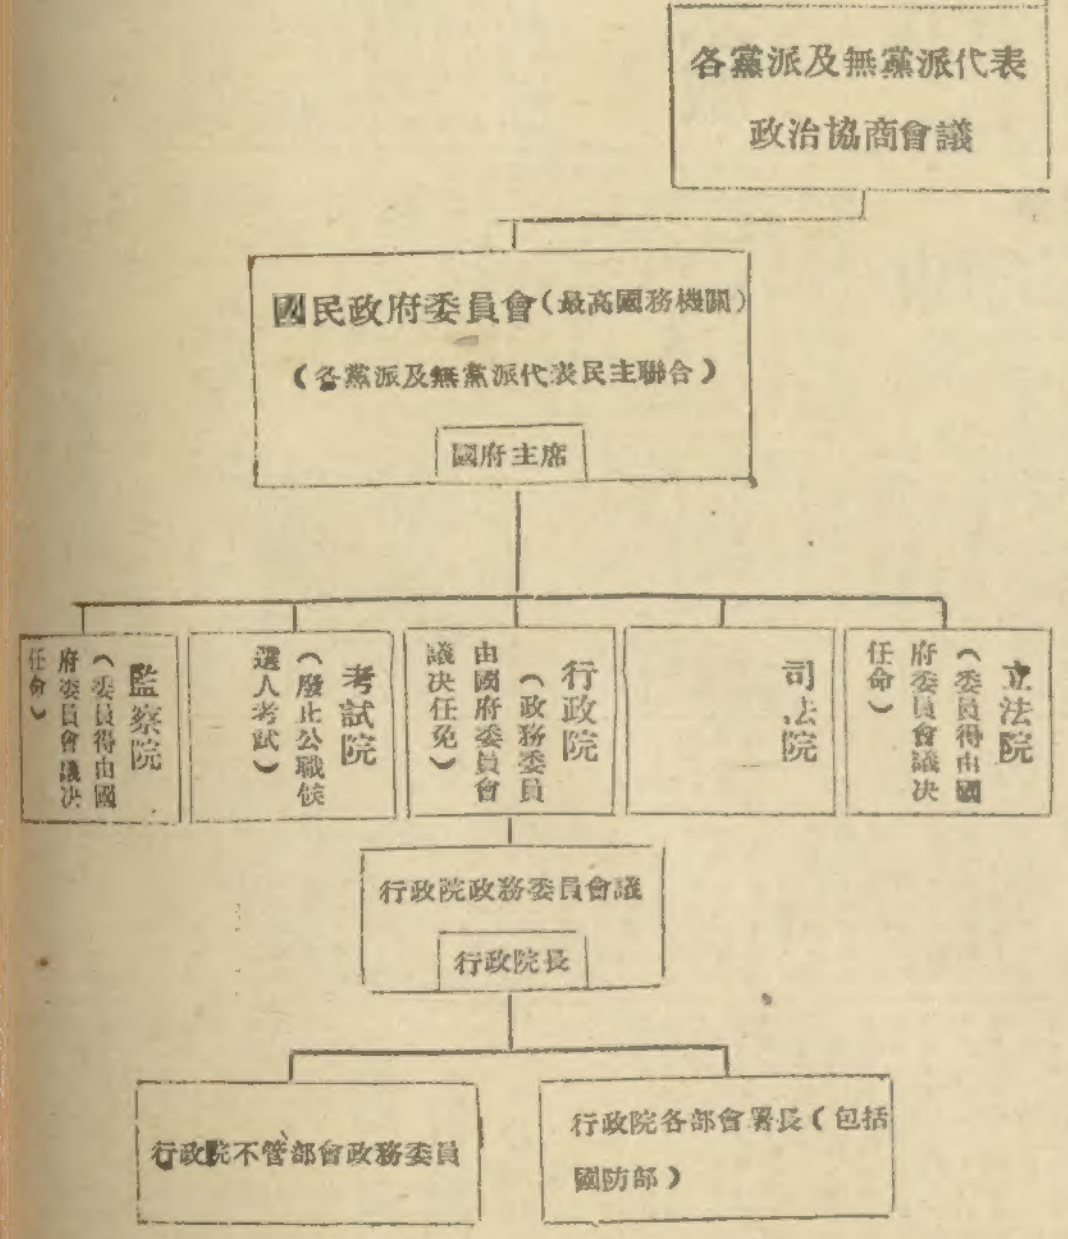 各黨派及無黨派代表
政治協商會議
國民政府委員會(最高國務機關)
(各黨派及無黨派代表民主聯合)
國府主席
立法院
(委員得由國
府委員會議決
任命)
司法院
行政院
(政務委員
由國府委員會
議決任免)
考試院
(廢止公職候
選人考試)
監察院
(委員得由國
府委員會議決
任命)
行政院政務委員會議
行政院長
行政院不管部會政務委員
行政院各部會署長(包括
國防部)